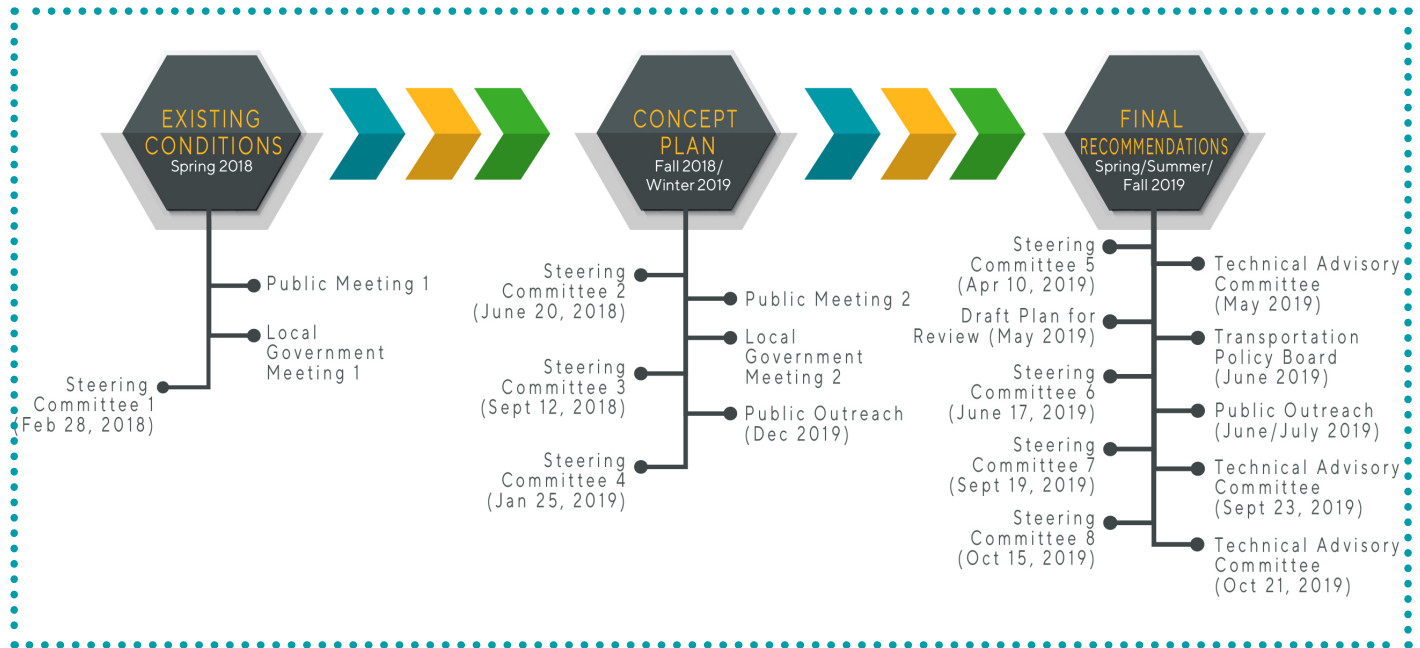 EXISTING
CONDITIONS
Spring 2018
Public Meeting 1
Local
Government
Meeting 1
Steering
Committee 1
(Feb 28, 2018)
CONCEPT
PLAN
Fall 2018/
Winter 2019
Steering
Committee 2
(June 20, 2018)
Public Meeting 2
Local
Government
Meeting 2
Steering
Committee 3
(Sept 12, 2018)
Public Outreach
(Dec 2019)
Steering
Committee 4
(Jan 25, 2019)
FINAL
RECOMMENDATIONS
Spring/Summer/
Fall 2019
Steering
Committee 5
(Apr 10, 2019)
Technical Advisory
Committee
(May 2019)
Draft Plan for
Review (May 2019)
Transportation
Policy Board
(June 2019)
Steering
Committee 6
(June 17, 2019)
Public Outreach
(June/July 2019)
Steering
Committee 7
(Sept 19, 2019)
Technical Advisory
Committee
(Sept 23, 2019)
Steering
Committee 8
(Oct 15, 2019)
Technical Advisory
Committee
(Oct 21, 2019)